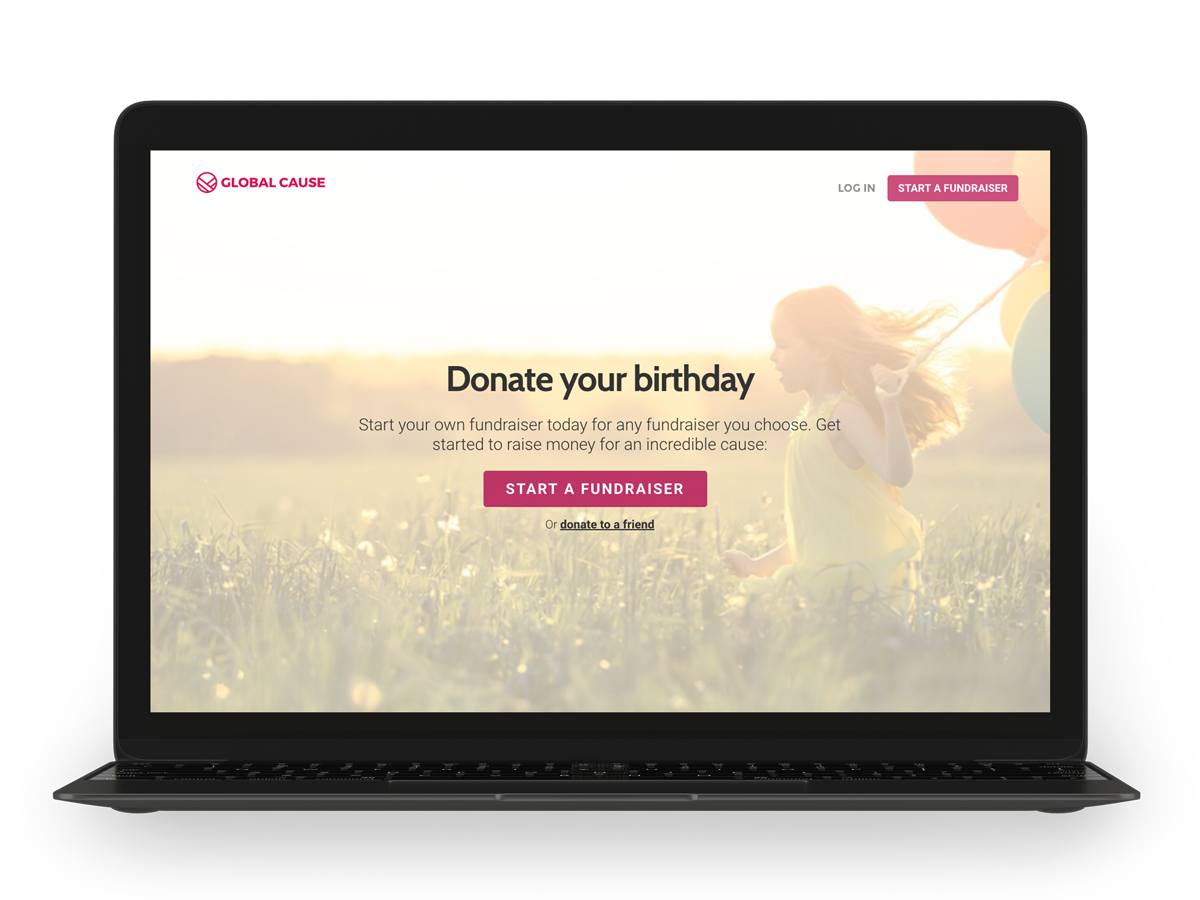 GLOBAL CAUSE
LOG IN
START A FUNDRAISER
Donate your birthday
Start your own fundraiser today for any fundraiser you choose. Get
started to raise money for an incredible cause:
START A FUNDRAISER
Or donate to a friend